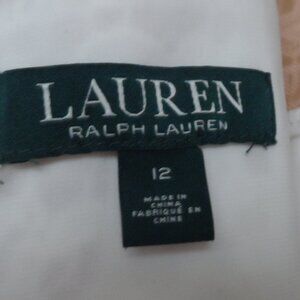 LAUREN
RALPH LAUREN
12
MADE IN
CHINA
FABRIQUÉ EN
CHINE